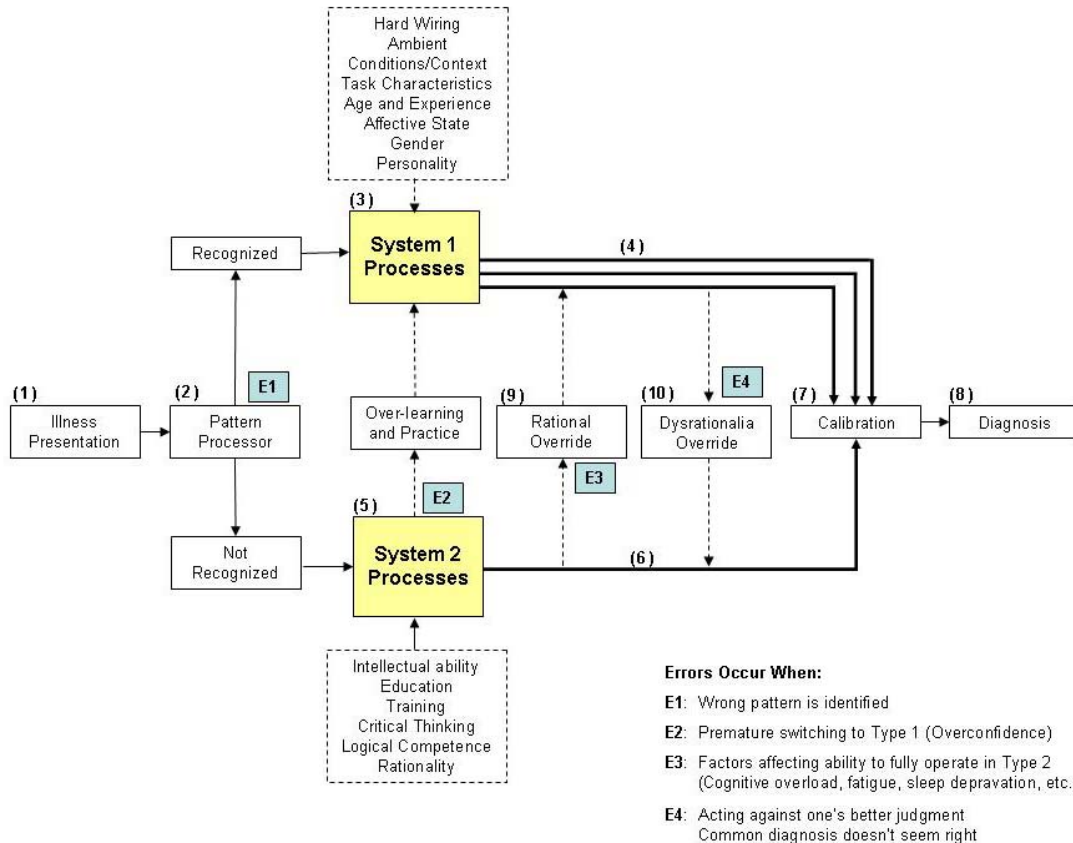 Hard Wiring
Ambient
Conditions/Context
Task Characteristics
Age and Experience
Affective State
Gender
Personality
(3)
System 1
Processes
(4)
Recognized
(1)
Illness
Presentation
(2)
E1
Pattern
Processor
Over-learning
and Practice
(9)
Rational
Override
E3
(10)
E4
Dysrationalia
Override
(7)
Calibration
(8)
Diagnosis
E2
(5)
System 2
Processes
(6)
Not
Recognized
Intellectual ability
Education
Training
Critical Thinking
Logical Competence
Rationality
Errors Occur When:
E1: Wrong pattern is identified
E2: Premature switching to Type 1 (Overconfidence)
E3: Factors affecting ability to fully operate in Type 2
(Cognitive overload, fatigue, sleep depravation, etc.
E4: Acting against one's better judgment
Common diagnosis doesn't seem right